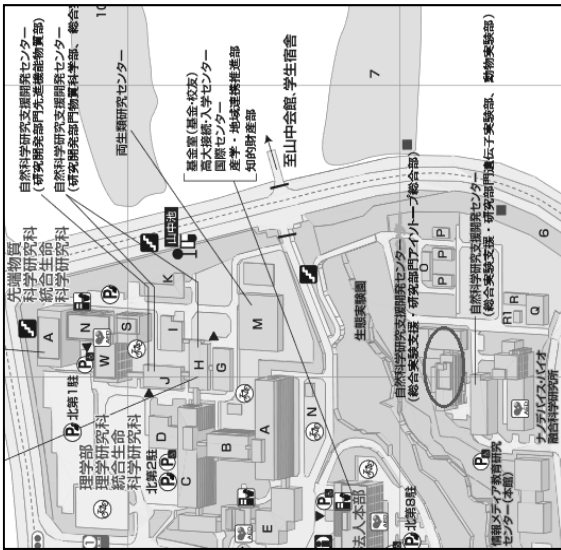 自然科学研究支援開発センター
(研究開発部門先進機能物質部)
自然科学研究支援開発センター
(研究開発部門物質科学部、総合
両生類研究センター
基金室(基金・校友)
高大接続・入学センター
国際センター
産学・地域連携推進部
知的財産部
至山中会館、学生宿舎
10
7
6
先端物質
科学研究科
統合生命
科学研究科
山中池
A
N
S
W
K
I
J
H
G
M
北第1駐
理学部
理学研究科
統合生命
科学研究科
北第2駐
D
C
B
A
E
N
生態実験園
法人本部
北第8駐
自然科学研究支援開発センター
(総合実験支援・研究部門アイソトープ総合部)
自然科学研究支援開発センター
(総合実験支援・研究部門遺伝子実験部、動物実験部)
O
P
P
P
P
R1
R
Q
ナノデバイス・バイオ
融合科学研究所
情報メディア教育研究
センター(本館)